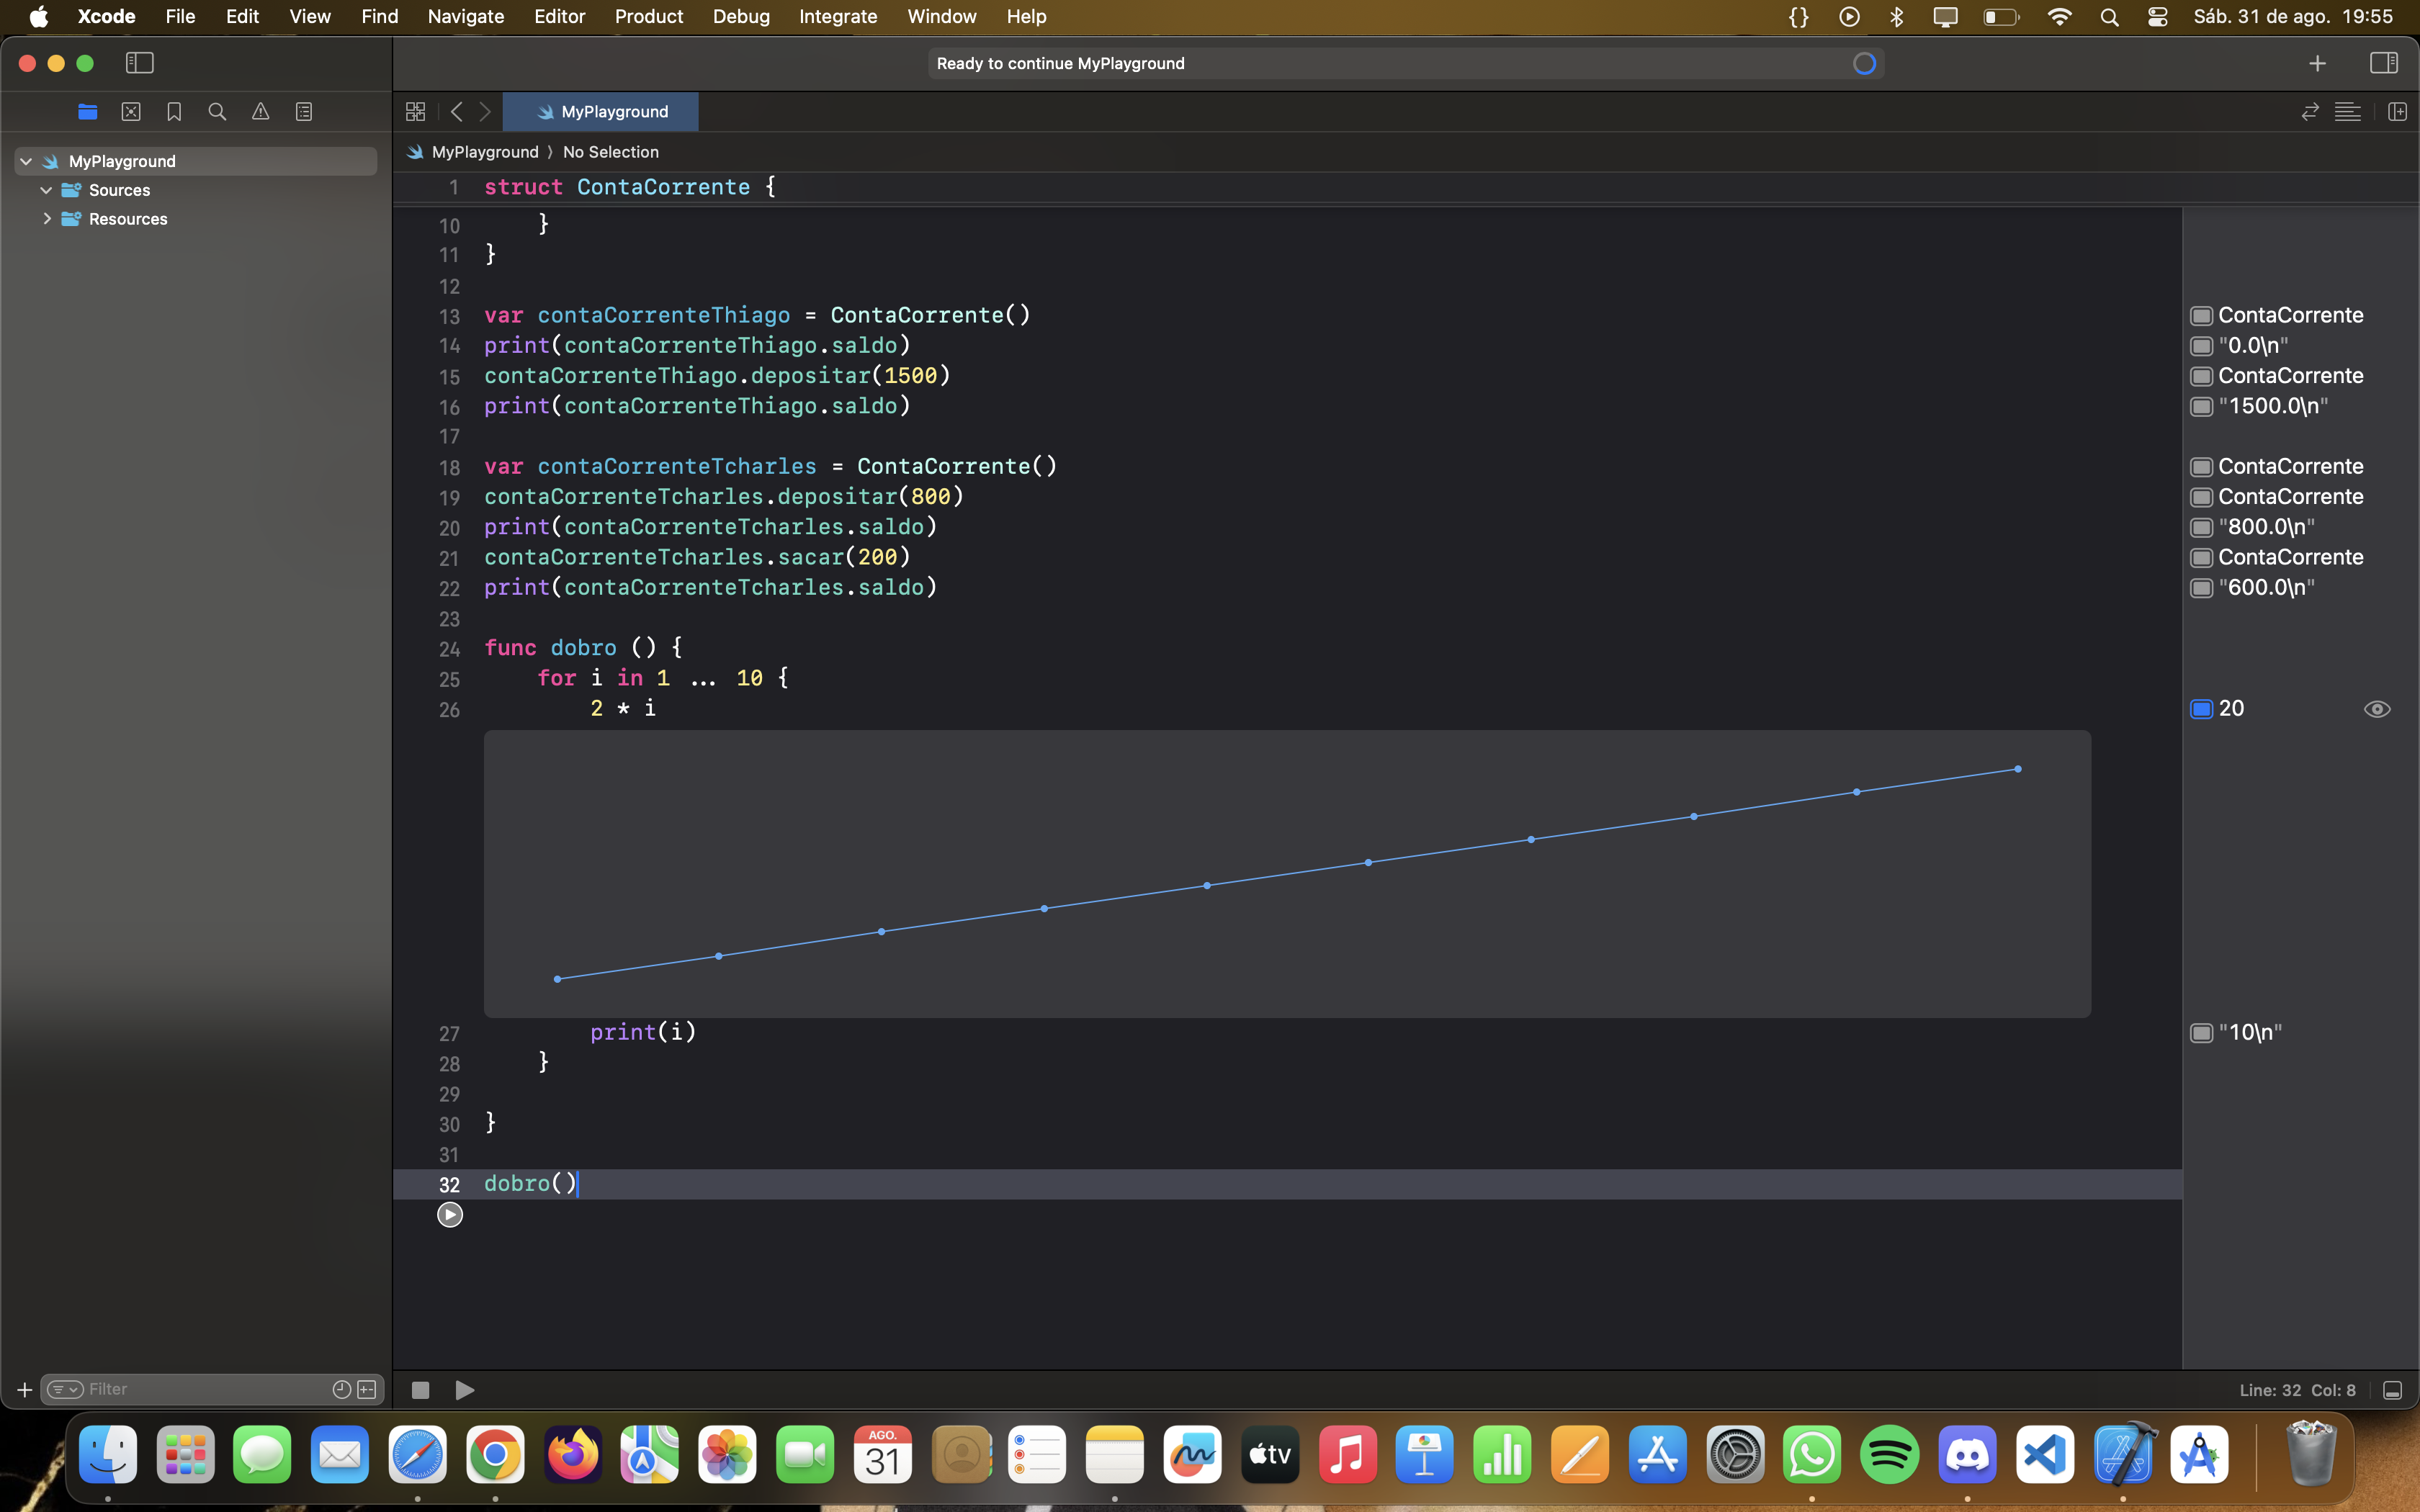 Xcode File Edit View Find Navigate Editor Product Debug Integrate Window Help Sáb. 31 de ago. 19:55
Ready to continue MyPlayground
MyPlayground
MyPlayground 〉 No Selection
MyPlayground
Sources
Resources
1 struct ContaCorrente {
10 }
11 }
12
13 var contaCorrenteThiago = ContaCorrente() ContaCorrente
14 print(contaCorrenteThiago.saldo) "0.0\n"
15 contaCorrenteThiago.depositar(1500) ContaCorrente
16 print(contaCorrenteThiago.saldo) "1500.0\n"
17
18 var contaCorrenteTcharles = ContaCorrente() ContaCorrente
19 contaCorrenteTcharles.depositar(800) ContaCorrente
20 print(contaCorrenteTcharles.saldo) "800.0\n"
21 contaCorrenteTcharles.sacar(200) ContaCorrente
22 print(contaCorrenteTcharles.saldo) "600.0\n"
23
24 func dobro () {
25 for i in 1 ... 10 {
26 2 * i 20
27 print(i) "10\n"
28 }
29
30 }
31
32 dobro()
Filter
Line: 32 Col: 8
AGO.
31
tv